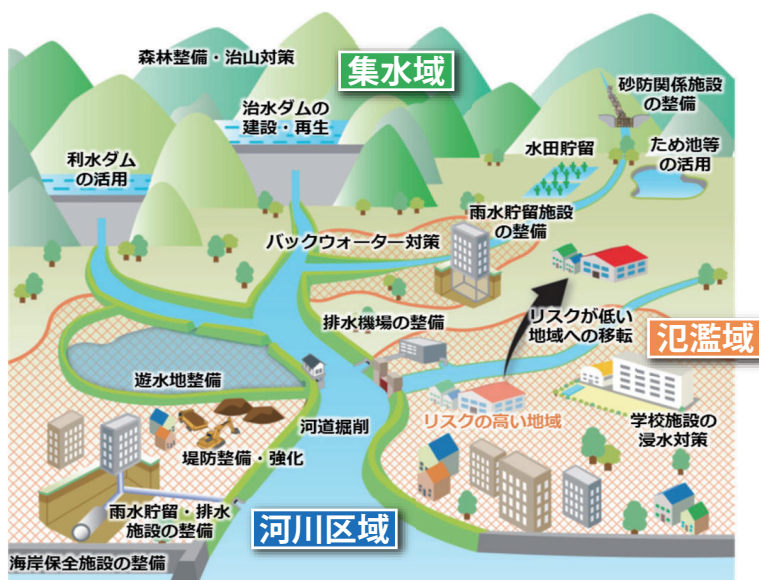 森林整備・治山対策
集水域
砂防関係施設
の整備
治水ダムの
建設・再生
水田貯留
ため池等
の活用
利水ダム
の活用
雨水貯留施設
の整備
バックウォーター対策
リスクが低い
地域への移転
排水機場の整備
氾濫域
遊水地整備
リスクの高い地域
学校施設の
浸水対策
河道掘削
堤防整備・強化
雨水貯留・排水
施設の整備
河川区域
海岸保全施設の整備